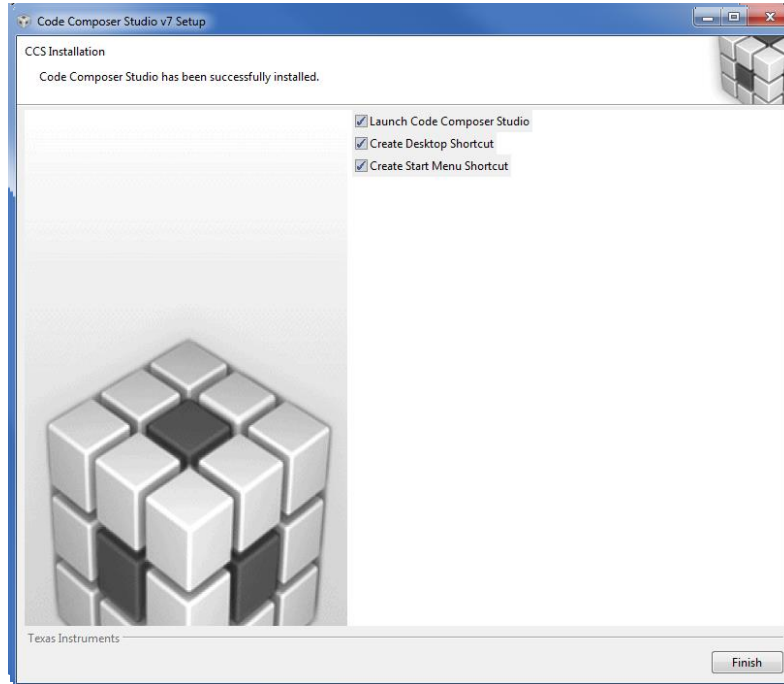 Code Composer Studio v7 Setup
CCS Installation
Code Composer Studio has been successfully installed.
Launch Code Composer Studio
Create Desktop Shortcut
Create Start Menu Shortcut
Texas Instruments
Finish